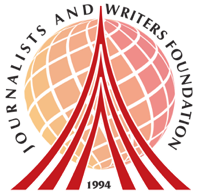 JOURNALISTS AND WRITERS FOUNDATION
1994